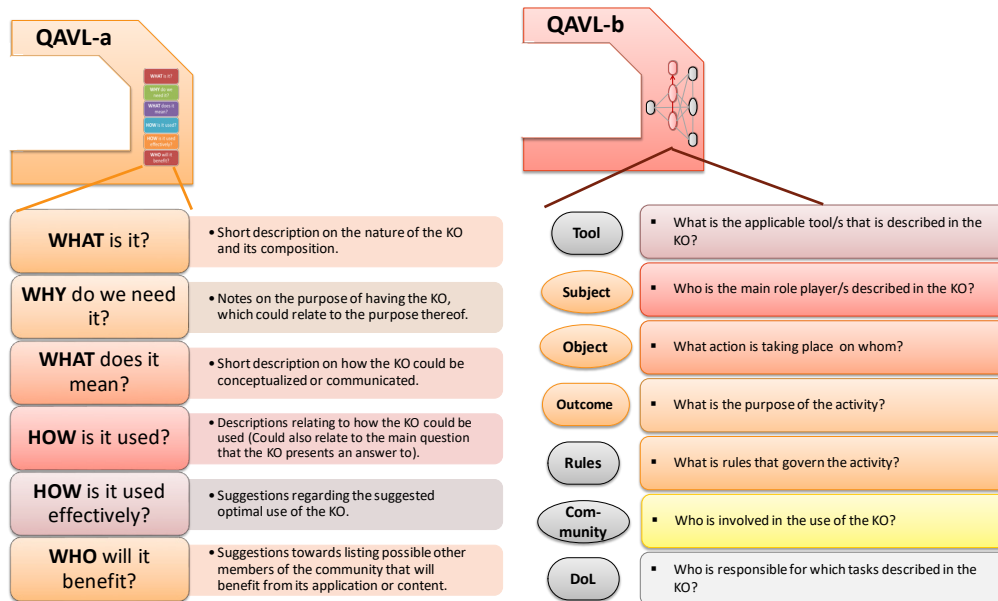 QAVL-a
WHAT is it?
WHY do we
need it?
WHAT does it
mean?
HOW is it used?
HOW is it used
effectively?
WHO will it
benefit?
WHAT is it?
• Short description on the nature of the KO
and its composition.
WHY do we need
it?
• Notes on the purpose of having the KO,
which could relate to the purpose thereof.
WHAT does it
mean?
• Short description on how the KO could be
conceptualized or communicated.
HOW is it used?
• Descriptions relating to how the KO could be
used (Could also relate to the main question
that the KO presents an answer to).
HOW is it used
effectively?
• Suggestions regarding the suggested
optimal use of the KO.
WHO will it
benefit?
• Suggestions towards listing possible other
members of the community that will
benefit from its application or content.
QAVL-b
Tool
▪ What is the applicable tool/s that is described in the
KO?
Subject
▪ Who is the main role player/s described in the KO?
Object
▪ What action is taking place on whom?
Outcome
▪ What is the purpose of the activity?
Rules
▪ What is rules that govern the activity?
Com-
munity
▪ Who is involved in the use of the KO?
DoL
▪ Who is responsible for which tasks described in the
KO?